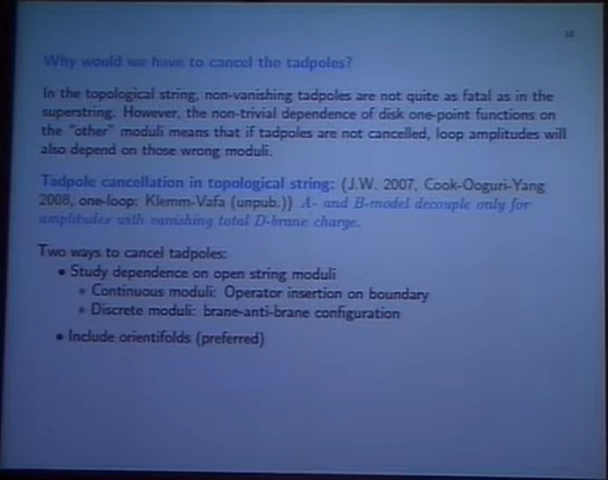 Why would we have to cancel the tadpoles?
In the topological string, non-vanishing tadpoles are not quite as fatal as in the
superstring. However, the non-trivial dependence of disk one-point functions on
the "other" moduli means that if tadpoles are not cancelled, loop amplitudes will
also depend on those wrong moduli.
Tadpole cancellation in topological string: (J.W. 2007, Cook-Ooguri-Yang
2008, one-loop: Klemm-Vafa (unpub.)) A- and B-model decouple only for
amplitudes with vanishing total D-brane charge.
Two ways to cancel tadpoles:
• Study dependence on open string moduli
• Continuous moduli: Operator insertion on boundary
• Discrete moduli: brane-anti-brane configuration
• Include orientifolds (preferred)